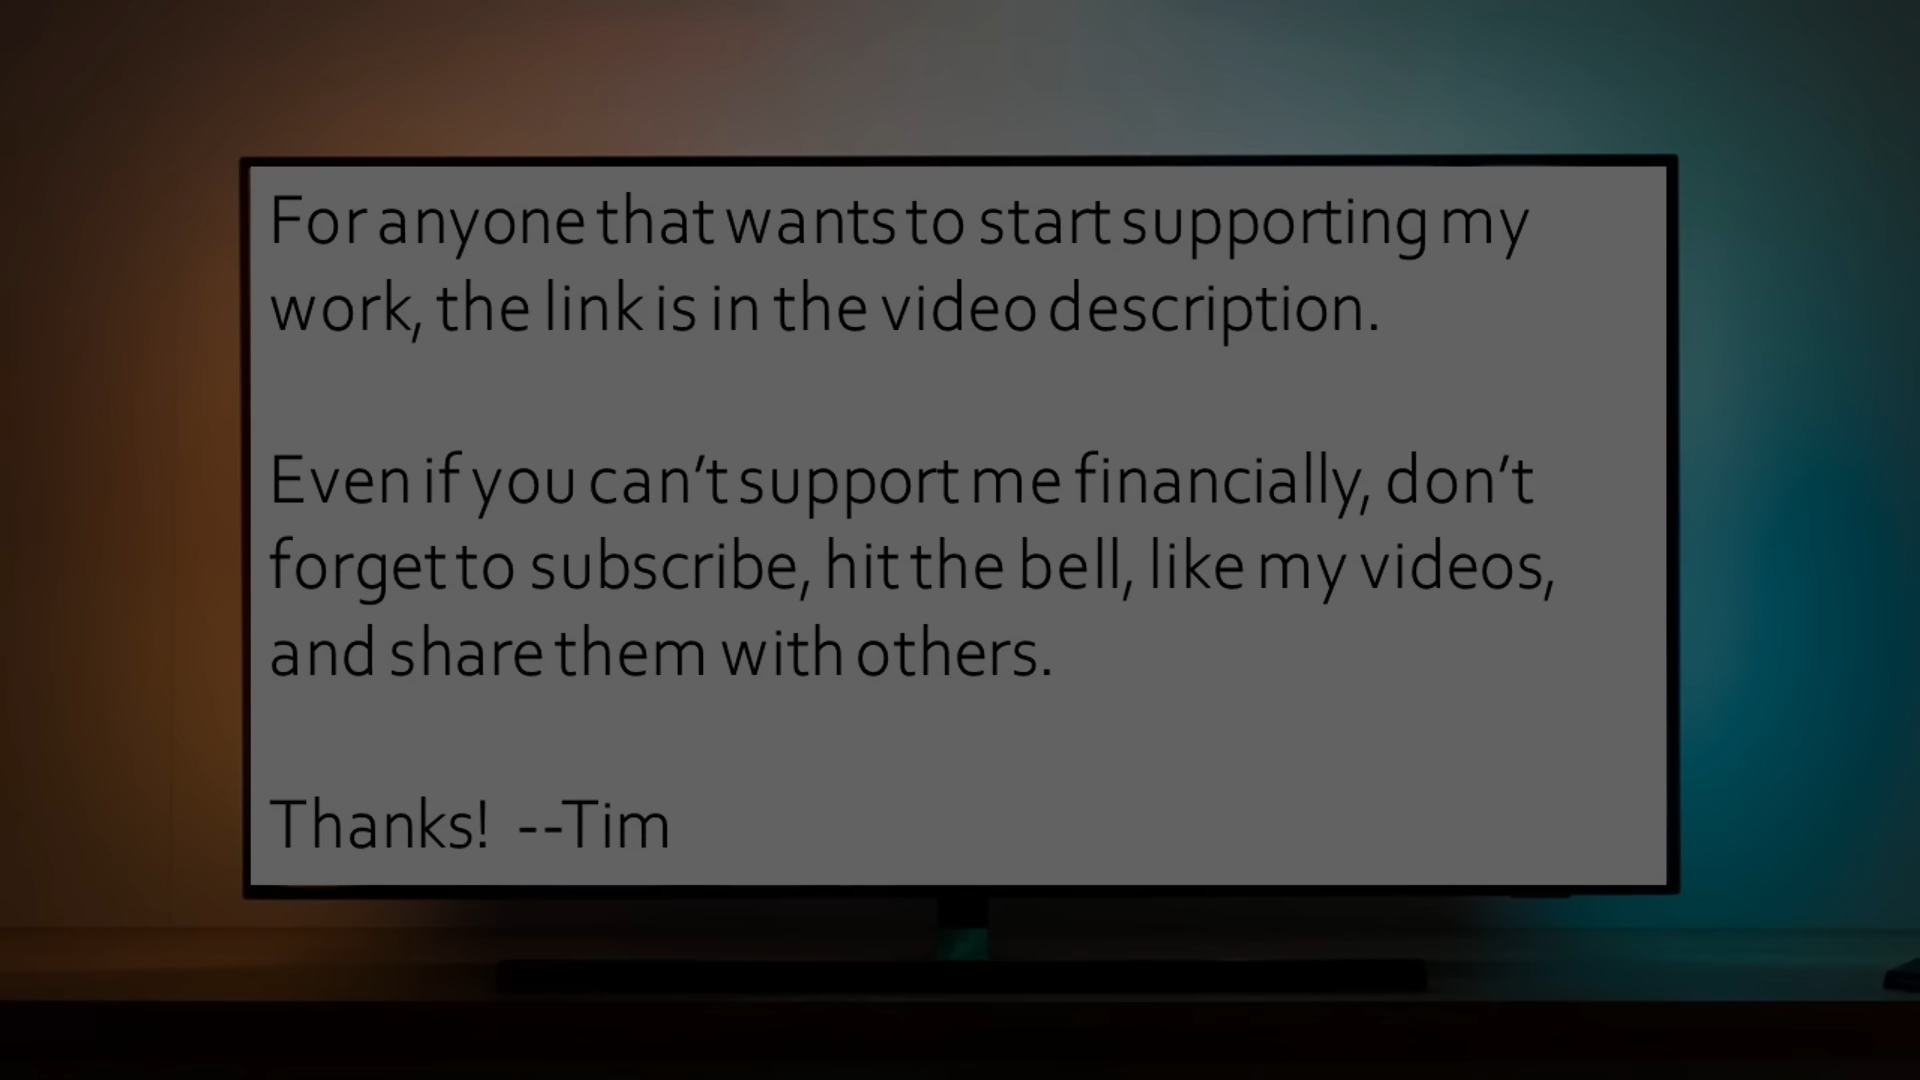 For anyone that wants to start supporting my
work, the link is in the video description.
Even if you can't support me financially, don't
forget to subscribe, hit the bell, like my videos,
and share them with others.
Thanks!  --Tim